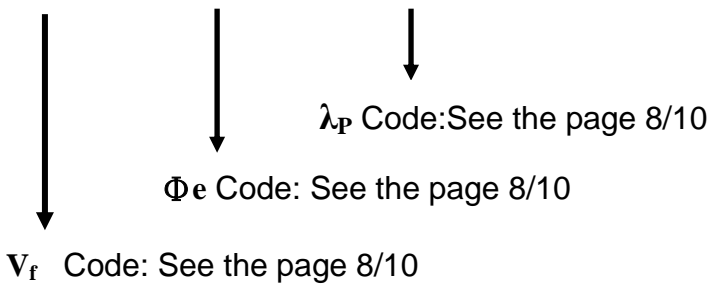 λP Code:See the page 8/10
Φe Code: See the page 8/10
Vf Code: See the page 8/10